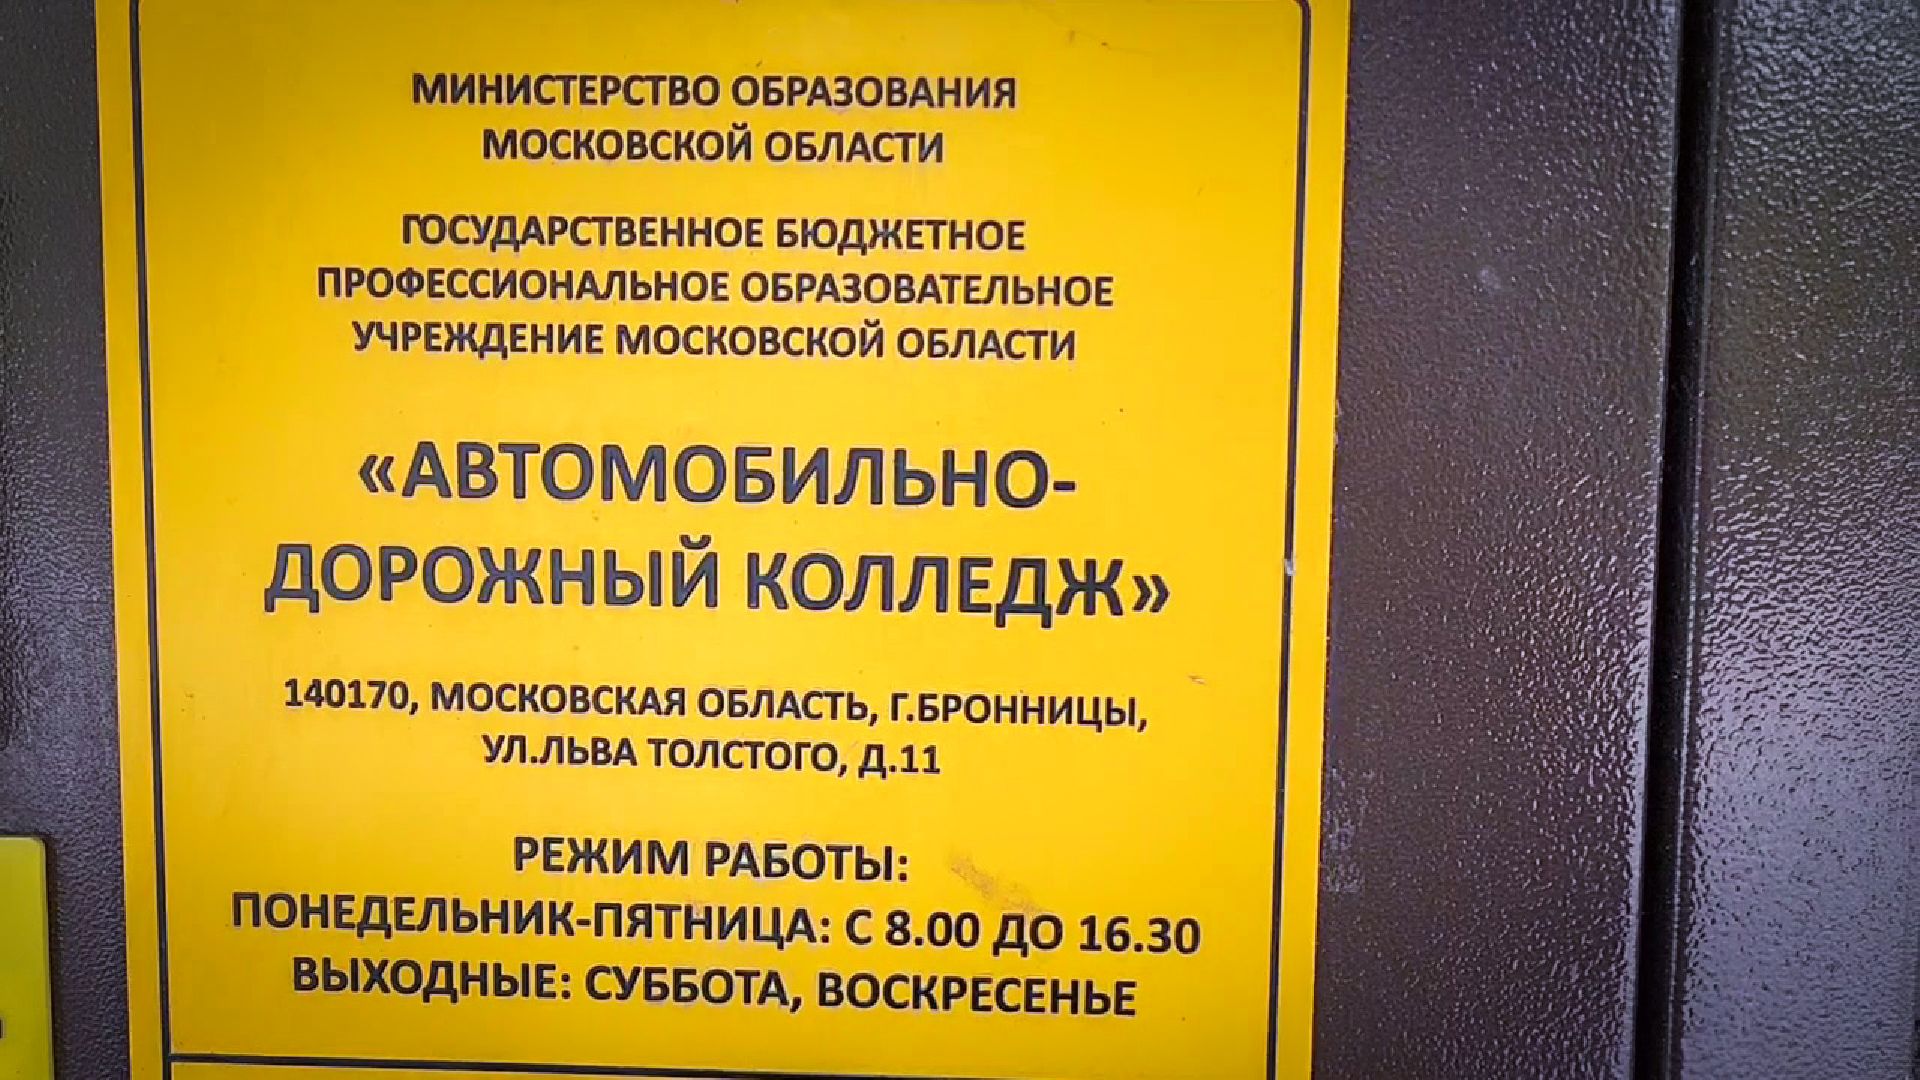 МИНИСТЕРСТВО ОБРАЗОВАНИЯ
МОСКОВСКОЙ ОБЛАСТИ
ГОСУДАРСТВЕННОЕ БЮДЖЕТНОЕ
ПРОФЕССИОНАЛЬНОЕ ОБРАЗОВАТЕЛЬНОЕ
УЧРЕЖДЕНИЕ МОСКОВСКОЙ ОБЛАСТИ
«АВТОМОБИЛЬНО-
ДОРОЖНЫЙ КОЛЛЕДЖ»
140170, МОСКОВСКАЯ ОБЛАСТЬ, Г.БРОННИЦЫ,
УЛ.ЛЬВА ТОЛСТОГО, Д.11
РЕЖИМ РАБОТЫ:
ПОНЕДЕЛЬНИК-ПЯТНИЦА: С 8.00 ДО 16.30
ВЫХОДНЫЕ: СУББОТА, ВОСКРЕСЕНЬЕ